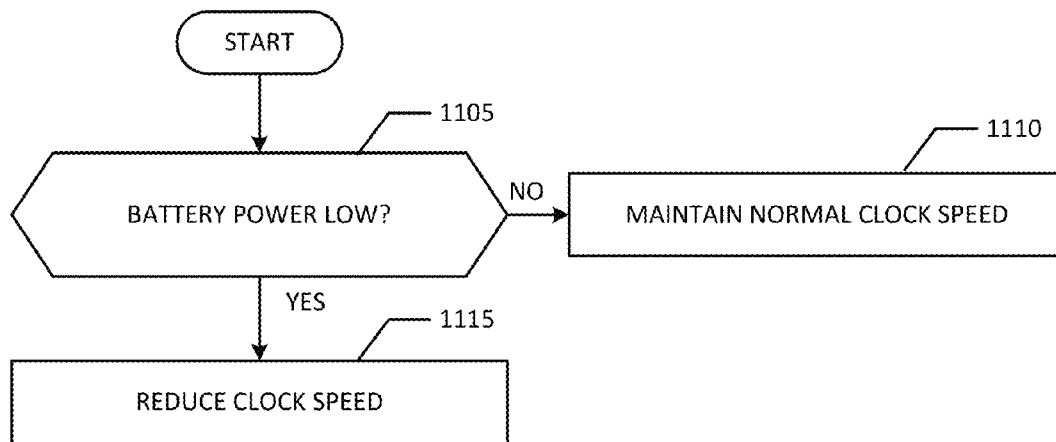 START
1105
1110
BATTERY POWER LOW?
NO
MAINTAIN NORMAL CLOCK SPEED
YES
1115
REDUCE CLOCK SPEED